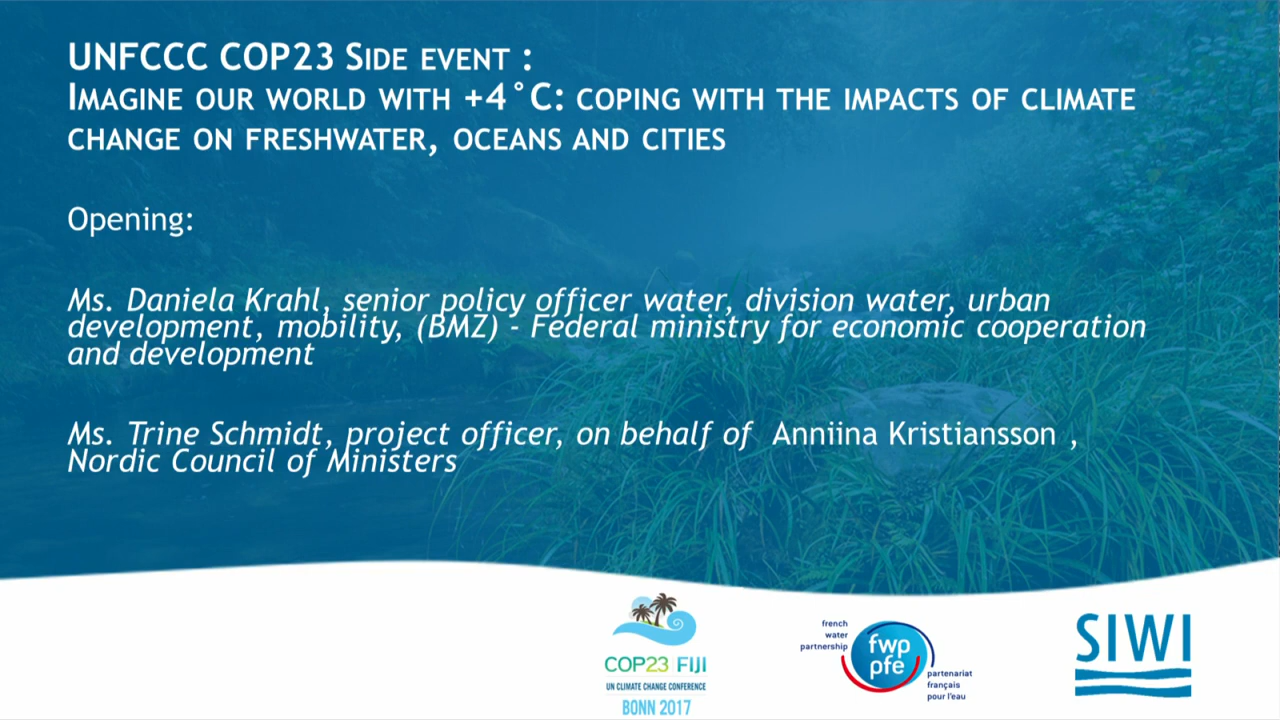 UNFCCC COP23 SIDE EVENT :
IMAGINE OUR WORLD WITH +4°C: COPING WITH THE IMPACTS OF CLIMATE
CHANGE ON FRESHWATER, OCEANS AND CITIES
Opening:
Ms. Daniela Krahl, senior policy officer water, division water, urban
development, mobility, (BMZ) - Federal ministry for economic cooperation
and development
Ms. Trine Schmidt, project officer, on behalf of Anniina Kristiansson ,
Nordic Council of Ministers
COP23 FIJI
UN CLIMATE CHANGE CONFERENCE
BONN 2017
french
water
partnership
fwp
pfe
partenariat
français
pour l'eau
SIWI